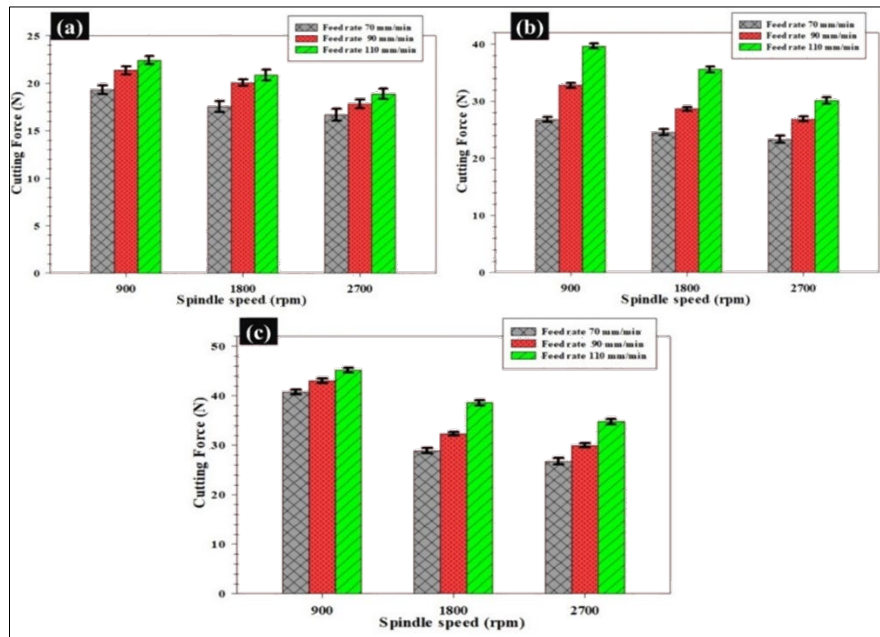 (a)
Feed rate 70 mm/min
Feed rate 90 mm/min
Feed rate 110 mm/min
25
20
15
10
5
0
Cutting Force (N)
900 1800 2700
Spindle speed (rpm)
(b)
Feed rate 70 mm/min
Feed rate 90 mm/min
Feed rate 110 mm/min
40
30
20
10
0
Cutting Force (N)
900 1800 2700
Spindle speed (rpm)
(c)
Feed rate 70 mm/min
Feed rate 90 mm/min
Feed rate 110 mm/min
50
40
30
20
10
0
Cutting Force (N)
900 1800 2700
Spindle speed (rpm)